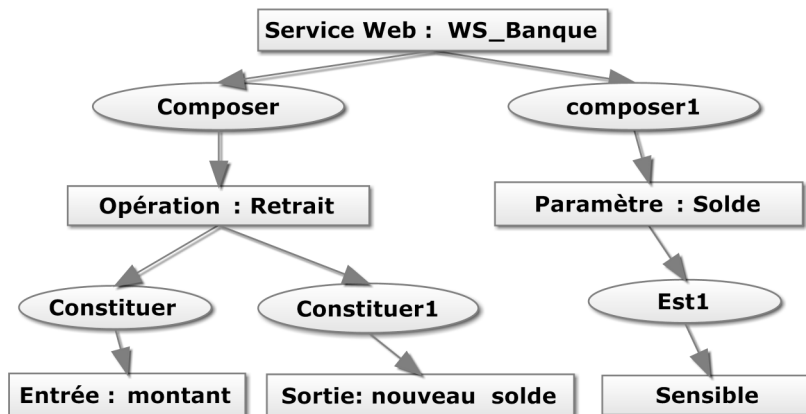 Service Web : WS_Banque
Composer
composer1
Opération : Retrait
Paramètre : Solde
Constituer
Constituer1
Est1
Entrée : montant
Sortie: nouveau solde
Sensible